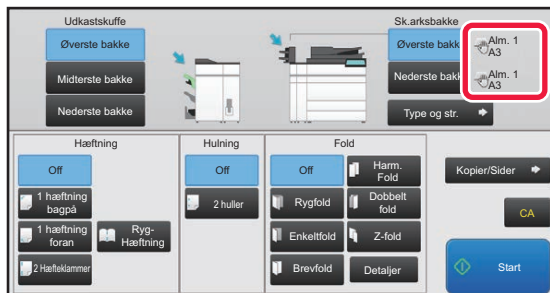 Udkastskuffe
Øverste bakke
Midterste bakke
Nederste bakke
Sk.arksbakke
Øverste bakke
Alm. 1
A3
Nederste bakke
Alm. 1
A3
Type og str.
Hæftning
Off
1 hæftning
bagpå
1 hæftning
foran
2 Hæfteklammer
Ryg-
Hæftning
Hulning
Off
2 huller
Fold
Off
Harm.
Fold
Rygfold
Dobbelt
fold
Enkeltfold
Z-fold
Brevfold
Detaljer
Kopier/Sider
CA
Start